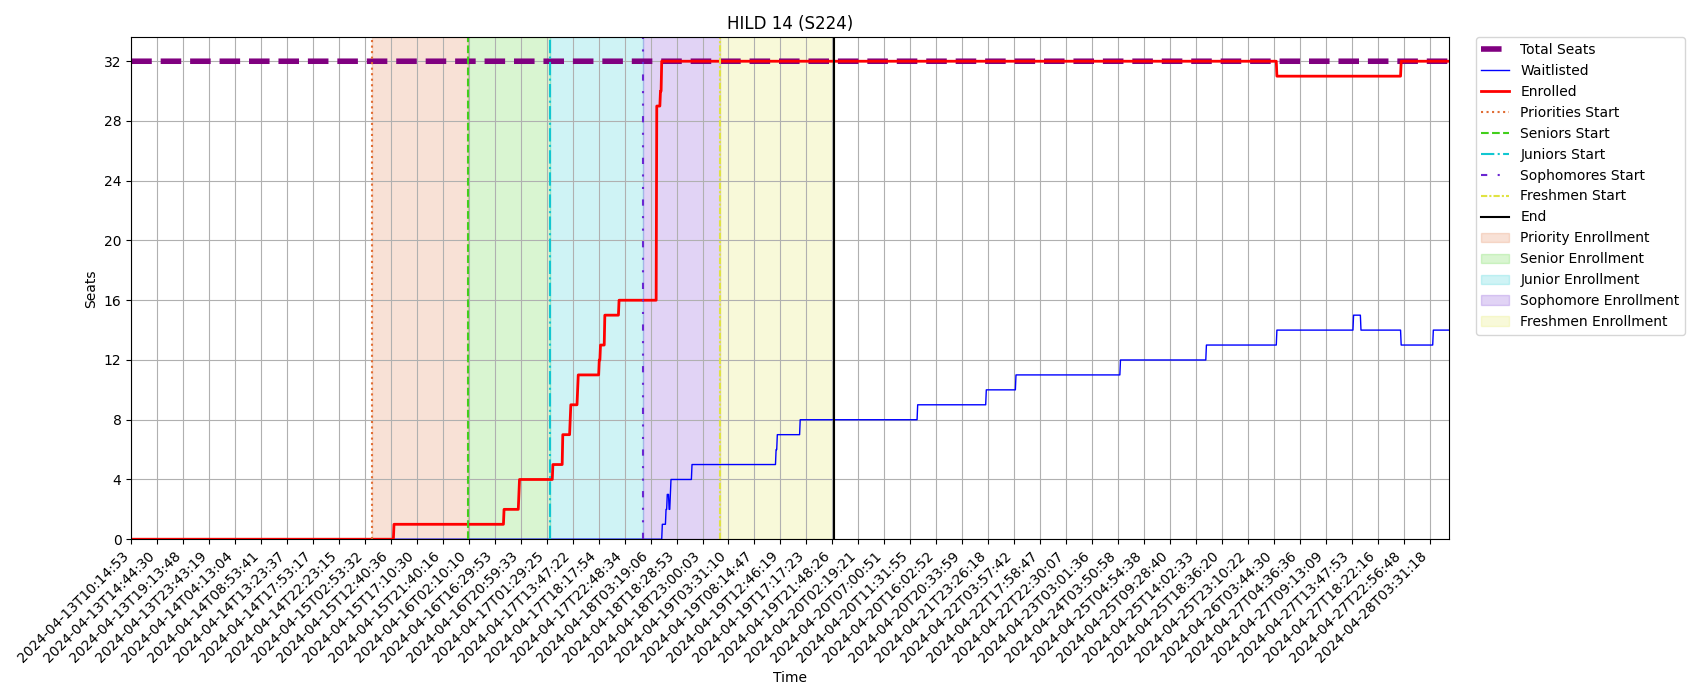 HILD 14 (S224)
Seats
32
28
24
20
16
12
8
4
0
2024-04-13T10:14:53
2024-04-13T14:44:30
2024-04-13T19:13:48
2024-04-13T23:43:19
2024-04-14T04:13:04
2024-04-14T08:53:41
2024-04-14T13:23:37
2024-04-14T17:53:17
2024-04-14T22:23:15
2024-04-15T02:53:32
2024-04-15T12:40:36
2024-04-15T17:10:30
2024-04-15T21:40:16
2024-04-16T02:10:10
2024-04-16T16:29:53
2024-04-16T20:59:33
2024-04-17T01:29:25
2024-04-17T13:47:22
2024-04-17T18:17:54
2024-04-17T22:48:34
2024-04-18T03:19:06
2024-04-18T18:28:53
2024-04-18T23:00:03
2024-04-19T03:31:10
2024-04-19T08:14:47
2024-04-19T12:46:19
2024-04-19T17:17:23
2024-04-19T21:48:26
2024-04-20T02:19:21
2024-04-20T07:00:51
2024-04-20T11:31:55
2024-04-20T16:02:52
2024-04-20T20:33:59
2024-04-21T23:26:18
2024-04-22T03:57:42
2024-04-22T17:58:47
2024-04-22T22:30:07
2024-04-23T03:01:36
2024-04-24T03:50:58
2024-04-25T04:54:38
2024-04-25T09:28:40
2024-04-25T14:02:33
2024-04-25T18:36:20
2024-04-25T23:10:22
2024-04-26T03:44:30
2024-04-27T04:36:36
2024-04-27T09:13:09
2024-04-27T13:47:53
2024-04-27T18:22:16
2024-04-27T22:56:48
2024-04-28T03:31:18
Time
Total Seats
Waitlisted
Enrolled
Priorities Start
Seniors Start
Juniors Start
Sophomores Start
Freshmen Start
End
Priority Enrollment
Senior Enrollment
Junior Enrollment
Sophomore Enrollment
Freshmen Enrollment